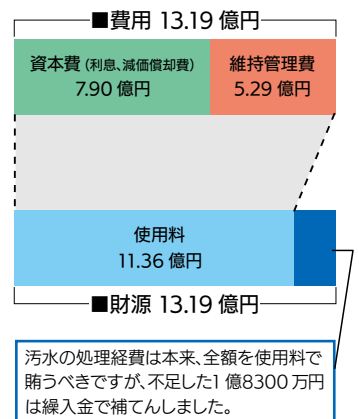 ■費用 13.19 億円
資本費(利息、減価償却費)
7.90 億円
維持管理費
5.29 億円
使用料
11.36 億円
■財源 13.19 億円
汚水の処理経費は本来、全額を使用料で
賄うべきですが、不足した1 億8300 万円
は繰入金で補てんしました。